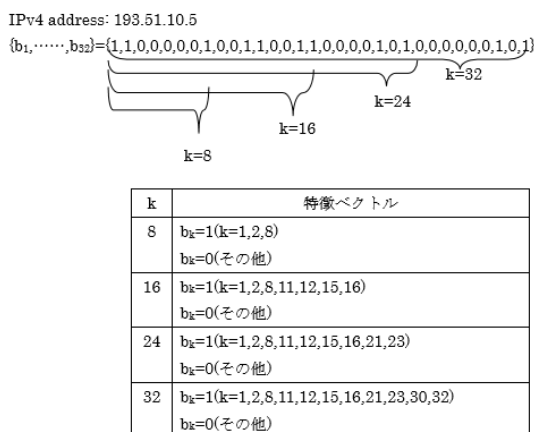 IPv4 address: 193.51.10.5
{b₁,⋯⋯,b₃₂}={1,1,0,0,0,0,0,1,0,0,1,1,0,0,1,1,0,0,0,0,1,0,1,0,0,0,0,0,0,1,0,1}
k=32
k=24
k=16
k=8
k 特徴ベクトル
8 bₖ=1(k=1,2,8)
bₖ=0(その他)
16 bₖ=1(k=1,2,8,11,12,15,16)
bₖ=0(その他)
24 bₖ=1(k=1,2,8,11,12,15,16,21,23)
bₖ=0(その他)
32 bₖ=1(k=1,2,8,11,12,15,16,21,23,30,32)
bₖ=0(その他)